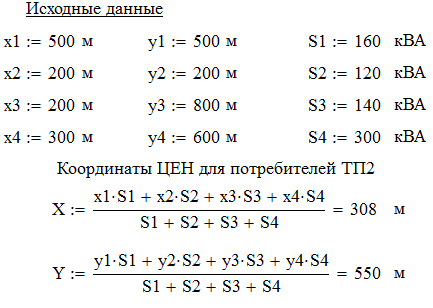 Исходные данные
x1 := 500 м y1 := 500 м S1 := 160 кВА
x2 := 200 м y2 := 200 м S2 := 120 кВА
x3 := 200 м y3 := 800 м S3 := 140 кВА
x4 := 300 м y4 := 600 м S4 := 300 кВА
Координаты ЦЕН для потребителей ТП2
X := (x1·S1 + x2·S2 + x3·S3 + x4·S4) / (S1 + S2 + S3 + S4) = 308 м
Y := (y1·S1 + y2·S2 + y3·S3 + y4·S4) / (S1 + S2 + S3 + S4) = 550 м